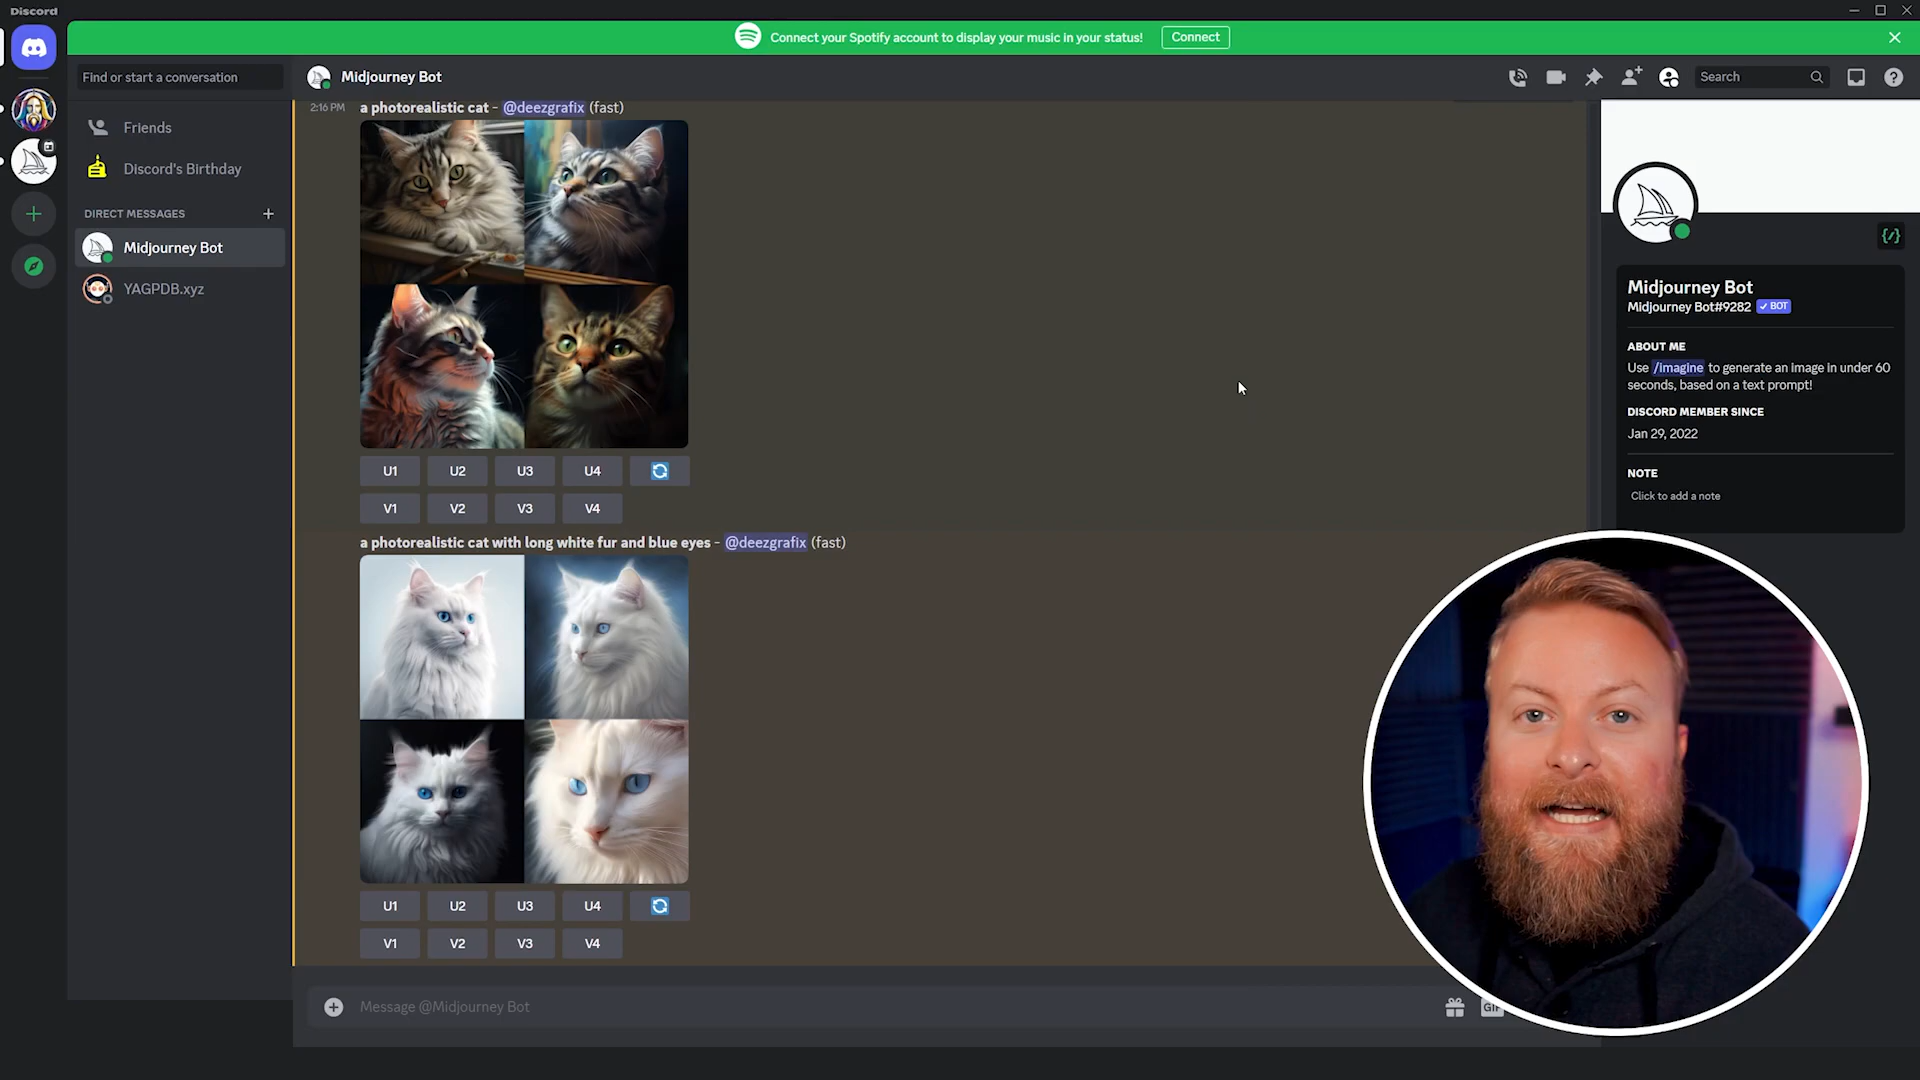 Discord
Connect your Spotify account to display your music in your status!
Connect
Find or start a conversation
Midjourney Bot
Search
Friends
Discord's Birthday
DIRECT MESSAGES
Midjourney Bot
YAGPDB.xyz
2:16 PM
a photorealistic cat - @deezgrafix (fast)
U1 U2 U3 U4
V1 V2 V3 V4
a photorealistic cat with long white fur and blue eyes - @deezgrafix (fast)
U1 U2 U3 U4
V1 V2 V3 V4
Message @Midjourney Bot
GIF
{/}
Midjourney Bot
Midjourney Bot#9282 BOT
ABOUT ME
Use /imagine to generate an image in under 60
seconds, based on a text prompt!
DISCORD MEMBER SINCE
Jan 29, 2022
NOTE
Click to add a note